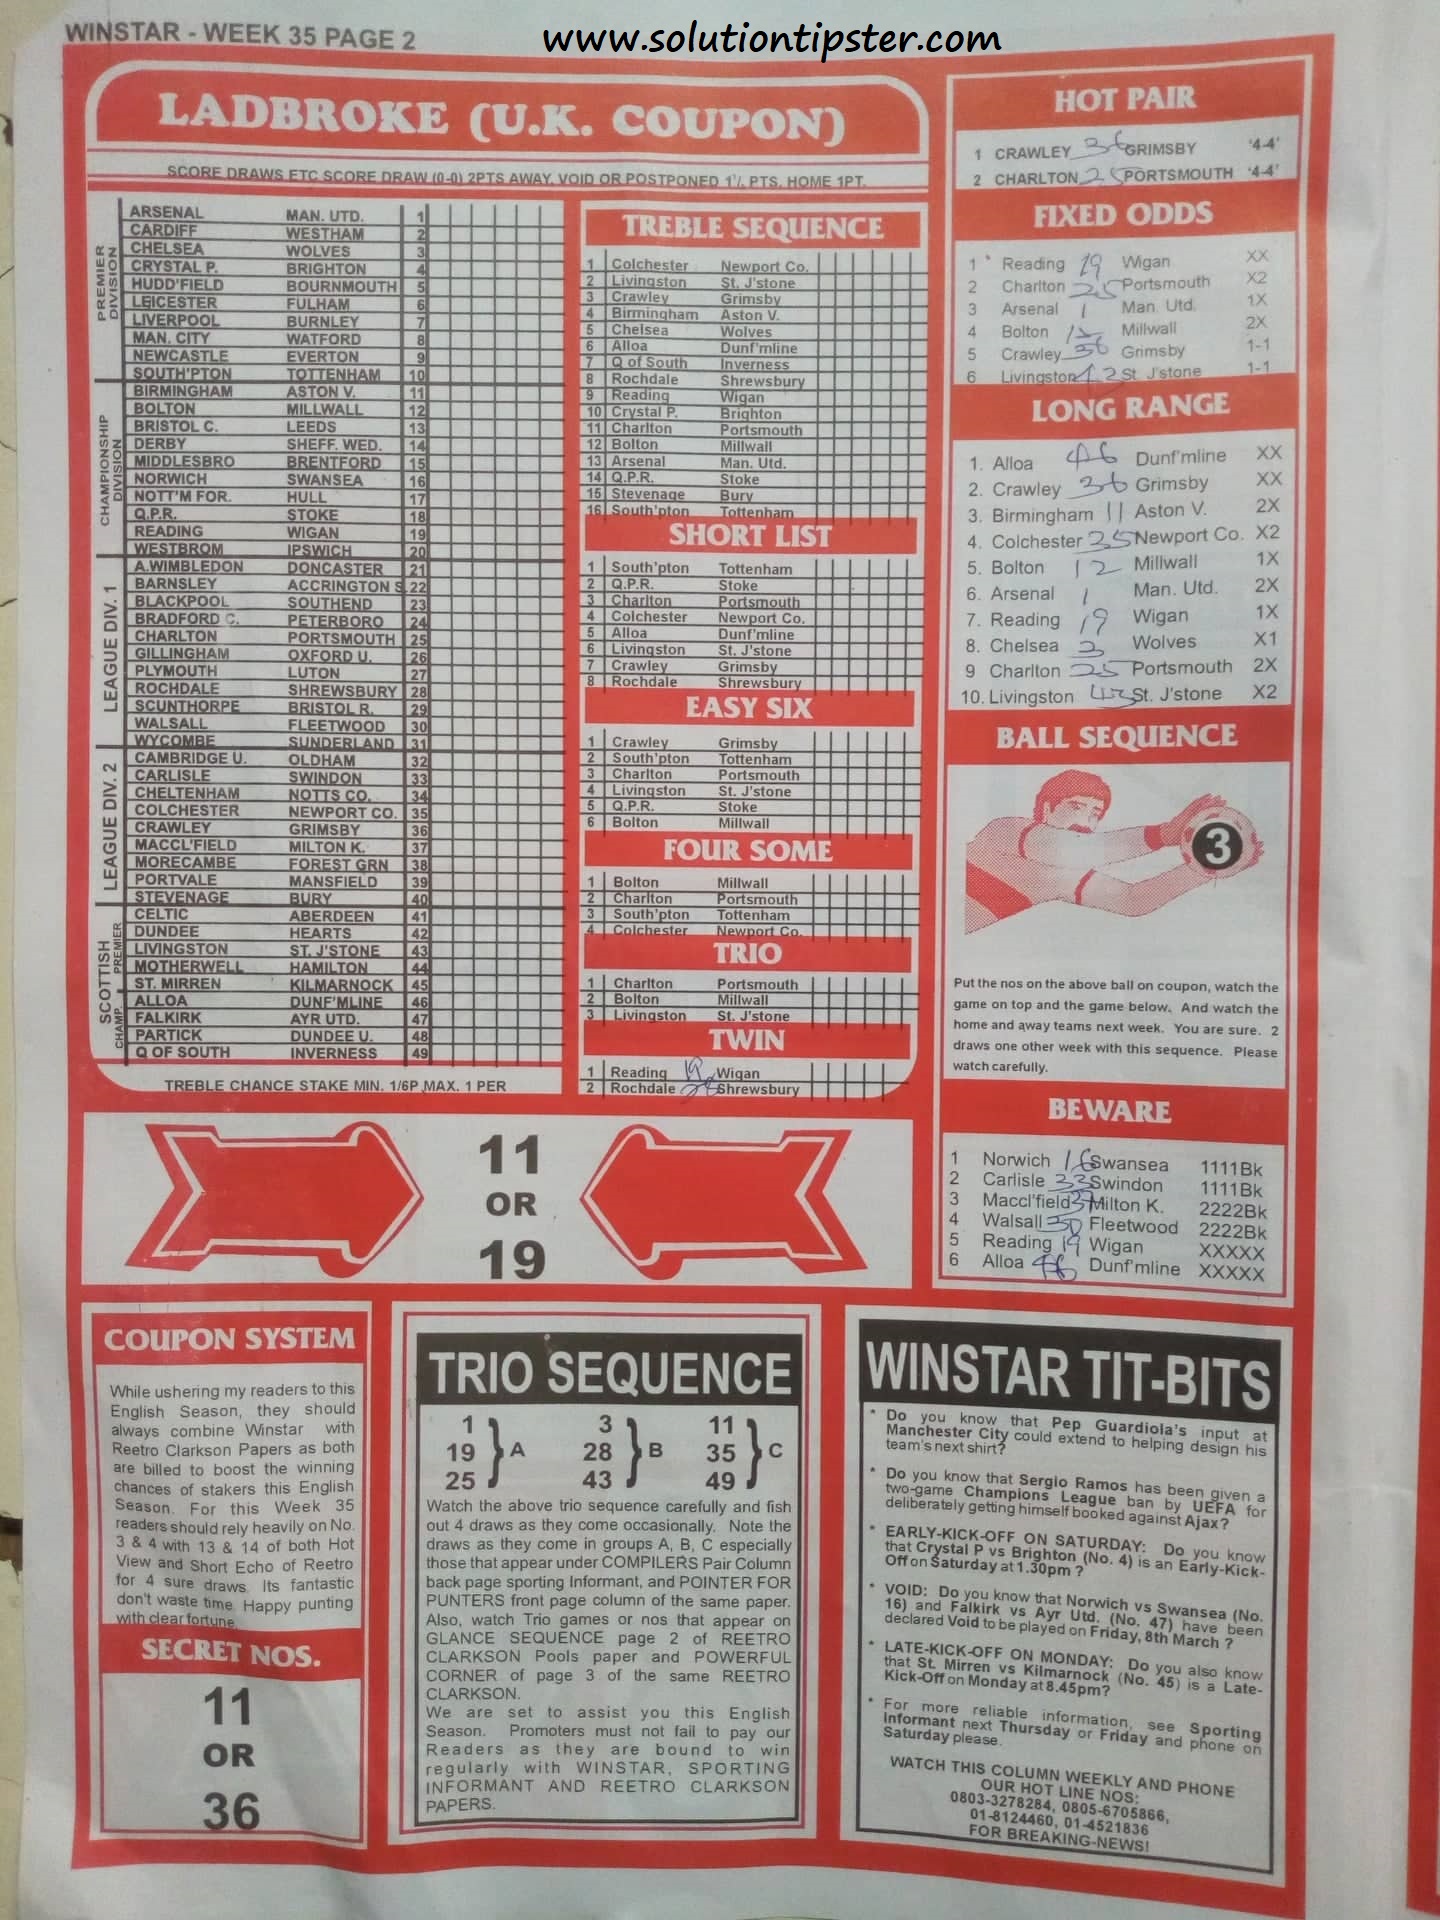 WINSTAR - WEEK 35 PAGE 2
www.solutiontipster.com
LADBROKE (U.K. COUPON)
SCORE DRAWS ETC SCORE DRAW (0-0) 2PTS AWAY, VOID OR POSTPONED 1½ PTS. HOME 1PT.
PREMIER DIVISION
ARSENAL MAN. UTD. 1
CARDIFF WESTHAM 2
CHELSEA WOLVES 3
CRYSTAL P. BRIGHTON 4
HUDD'FIELD BOURNMOUTH 5
LEICESTER FULHAM 6
LIVERPOOL BURNLEY 7
MAN. CITY WATFORD 8
NEWCASTLE EVERTON 9
SOUTH'PTON TOTTENHAM 10
CHAMPIONSHIP DIVISION
BIRMINGHAM ASTON V. 11
BOLTON MILLWALL 12
BRISTOL C. LEEDS 13
DERBY SHEFF. WED. 14
MIDDLESBRO BRENTFORD 15
NORWICH SWANSEA 16
NOTT'M FOR. HULL 17
Q.P.R. STOKE 18
READING WIGAN 19
WESTBROM IPSWICH 20
LEAGUE DIV. 1
A.WIMBLEDON DONCASTER 21
BARNSLEY ACCRINGTON S. 22
BLACKPOOL SOUTHEND 23
BRADFORD C. PETERBORO 24
CHARLTON PORTSMOUTH 25
GILLINGHAM OXFORD U. 26
PLYMOUTH LUTON 27
ROCHDALE SHREWSBURY 28
SCUNTHORPE BRISTOL R. 29
WALSALL FLEETWOOD 30
WYCOMBE SUNDERLAND 31
LEAGUE DIV. 2
CAMBRIDGE U. OLDHAM 32
CARLISLE SWINDON 33
CHELTENHAM NOTTS CO. 34
COLCHESTER NEWPORT CO. 35
CRAWLEY GRIMSBY 36
MACCL'FIELD MILTON K. 37
MORECAMBE FOREST GRN 38
PORTVALE MANSFIELD 39
STEVENAGE BURY 40
SCOTTISH PREMIER
CELTIC ABERDEEN 41
DUNDEE HEARTS 42
LIVINGSTON ST. J'STONE 43
MOTHERWELL HAMILTON 44
ST. MIRREN KILMARNOCK 45
CHAMP.
ALLOA DUNF'MLINE 46
FALKIRK AYR UTD. 47
PARTICK DUNDEE U. 48
Q OF SOUTH INVERNESS 49
TREBLE CHANCE STAKE MIN. 1/6P MAX. 1 PER
TREBLE SEQUENCE
1 Colchester Newport Co.
2 Livingston St. J'stone
3 Crawley Grimsby
4 Birmingham Aston V.
5 Chelsea Wolves
6 Alloa Dunf'mline
7 Q of South Inverness
8 Rochdale Shrewsbury
9 Reading Wigan
10 Crystal P. Brighton
11 Charlton Portsmouth
12 Bolton Millwall
13 Arsenal Man. Utd.
14 Q.P.R. Stoke
15 Stevenage Bury
16 South'pton Tottenham
SHORT LIST
1 South'pton Tottenham
2 Q.P.R. Stoke
3 Charlton Portsmouth
4 Colchester Newport Co.
5 Alloa Dunf'mline
6 Livingston St. J'stone
7 Crawley Grimsby
8 Rochdale Shrewsbury
EASY SIX
1 Crawley Grimsby
2 South'pton Tottenham
3 Charlton Portsmouth
4 Livingston St. J'stone
5 Q.P.R. Stoke
6 Bolton Millwall
FOUR SOME
1 Bolton Millwall
2 Charlton Portsmouth
3 South'pton Tottenham
4 Colchester Newport Co.
TRIO
1 Charlton Portsmouth
2 Bolton Millwall
3 Livingston St. J'stone
TWIN
1 Reading 19 Wigan
2 Rochdale 28 Shrewsbury
HOT PAIR
1 CRAWLEY 36 GRIMSBY '4-4'
2 CHARLTON 25 PORTSMOUTH '4-4'
FIXED ODDS
1 Reading 19 Wigan XX
2 Charlton 25 Portsmouth X2
3 Arsenal 1 Man. Utd. 1X
4 Bolton 12 Millwall 2X
5 Crawley 36 Grimsby 1-1
6 Livingston 43 St. J'stone 1-1
LONG RANGE
1. Alloa 46 Dunf'mline XX
2. Crawley 36 Grimsby XX
3. Birmingham 11 Aston V. 2X
4. Colchester 35 Newport Co. X2
5. Bolton 12 Millwall 1X
6. Arsenal 1 Man. Utd. 2X
7. Reading 19 Wigan 1X
8. Chelsea 3 Wolves X1
9 Charlton 25 Portsmouth 2X
10. Livingston 43 St. J'stone X2
BALL SEQUENCE
3
Put the nos on the above ball on coupon, watch the
game on top and the game below. And watch the
home and away teams next week. You are sure. 2
draws one other week with this sequence. Please
watch carefully.
BEWARE
1 Norwich 16 Swansea 1111Bk
2 Carlisle 33 Swindon 1111Bk
3 Maccl'field 37 Milton K. 2222Bk
4 Walsall 30 Fleetwood 2222Bk
5 Reading 19 Wigan XXXXX
6 Alloa 46 Dunf'mline XXXXX
11
OR
19
COUPON SYSTEM
While ushering my readers to this
English Season, they should
always combine Winstar with
Reetro Clarkson Papers as both
are billed to boost the winning
chances of stakers this English
Season. For this Week 35
readers should rely heavily on No.
3 & 4 with 13 & 14 of both Hot
View and Short Echo of Reetro
for 4 sure draws. Its fantastic
don't waste time. Happy punting
with clear fortune.
SECRET NOS.
11
OR
36
TRIO SEQUENCE
1 3 11
19 A 28 B 35 C
25 43 49
Watch the above trio sequence carefully and fish
out 4 draws as they come occasionally. Note the
draws as they come in groups A, B, C especially
those that appear under COMPILERS Pair Column
back page sporting Informant, and POINTER FOR
PUNTERS front page column of the same paper.
Also, watch Trio games or nos that appear on
GLANCE SEQUENCE page 2 of REETRO
CLARKSON Pools paper and POWERFUL
CORNER of page 3 of the same REETRO
CLARKSON.
We are set to assist you this English
Season. Promoters must not fail to pay our
Readers as they are bound to win
regularly with WINSTAR, SPORTING
INFORMANT AND REETRO CLARKSON
PAPERS.
WINSTAR TIT-BITS
* Do you know that Pep Guardiola's input at
Manchester City could extend to helping design his
team's next shirt?
* Do you know that Sergio Ramos has been given a
two-game Champions League ban by UEFA for
deliberately getting himself booked against Ajax?
* EARLY-KICK-OFF ON SATURDAY: Do you know
that Crystal P vs Brighton (No. 4) is an Early-Kick-
Off on Saturday at 1.30pm ?
* VOID: Do you know that Norwich vs Swansea (No.
16) and Falkirk vs Ayr Utd. (No. 47) have been
declared Void to be played on Friday, 8th March ?
* LATE-KICK-OFF ON MONDAY: Do you also know
that St. Mirren vs Kilmarnock (No. 45) is a Late-
Kick-Off on Monday at 8.45pm?
* For more reliable information, see Sporting
Informant next Thursday or Friday and phone on
Saturday please.
WATCH THIS COLUMN WEEKLY AND PHONE
OUR HOT LINE NOS:
0803-3278284, 0805-6705866,
01-8124460, 01-4521836
FOR BREAKING-NEWS!